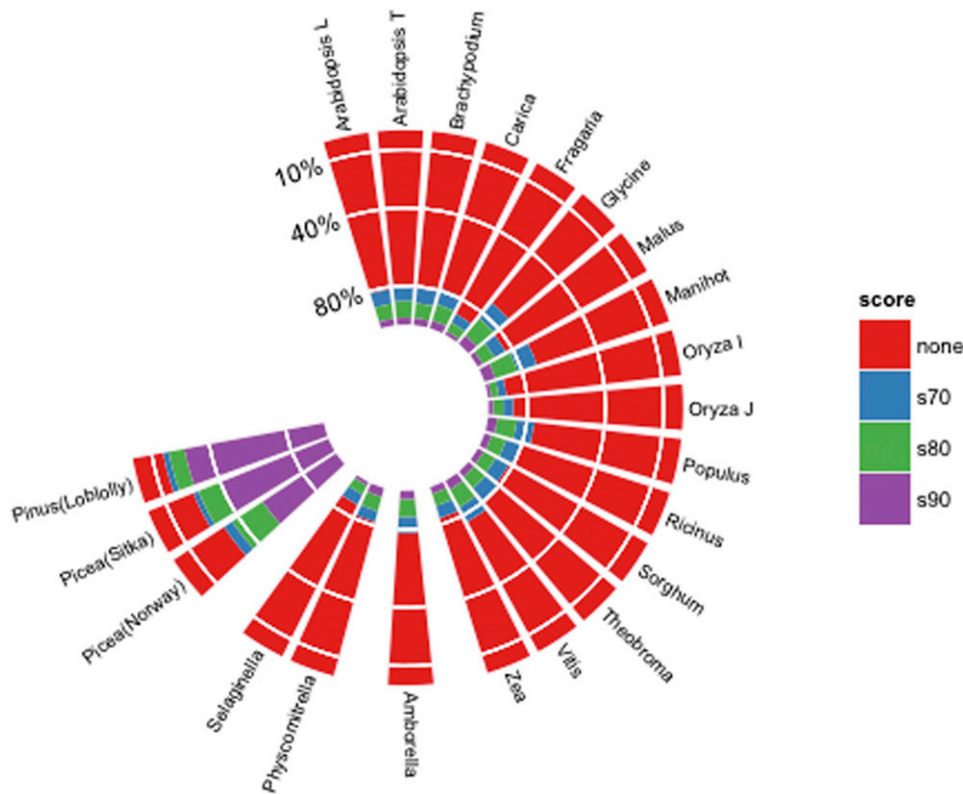 Arabidopsis L
Arabidopsis T
Brachypodium
Carica
Fragaria
Glycine
Malus
Manihot
Oryza I
Oryza J
Populus
Ricinus
Sorghum
Theobroma
Vitis
Zea
Amborella
Physcomitrella
Selaginella
Picea(Norway)
Picea(Sitka)
Pinus(Loblolly)
10%
40%
80%
score
none
s70
s80
s90